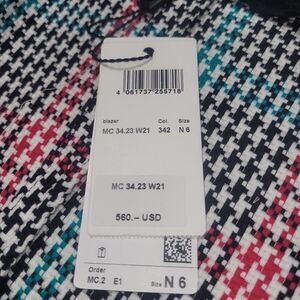 4 061737 255718
blazer Col. Size
MC 34.23 W21 342 N 6
MC 34.23 W21
560.– USD
Order
MC.2 E1 Size N 6